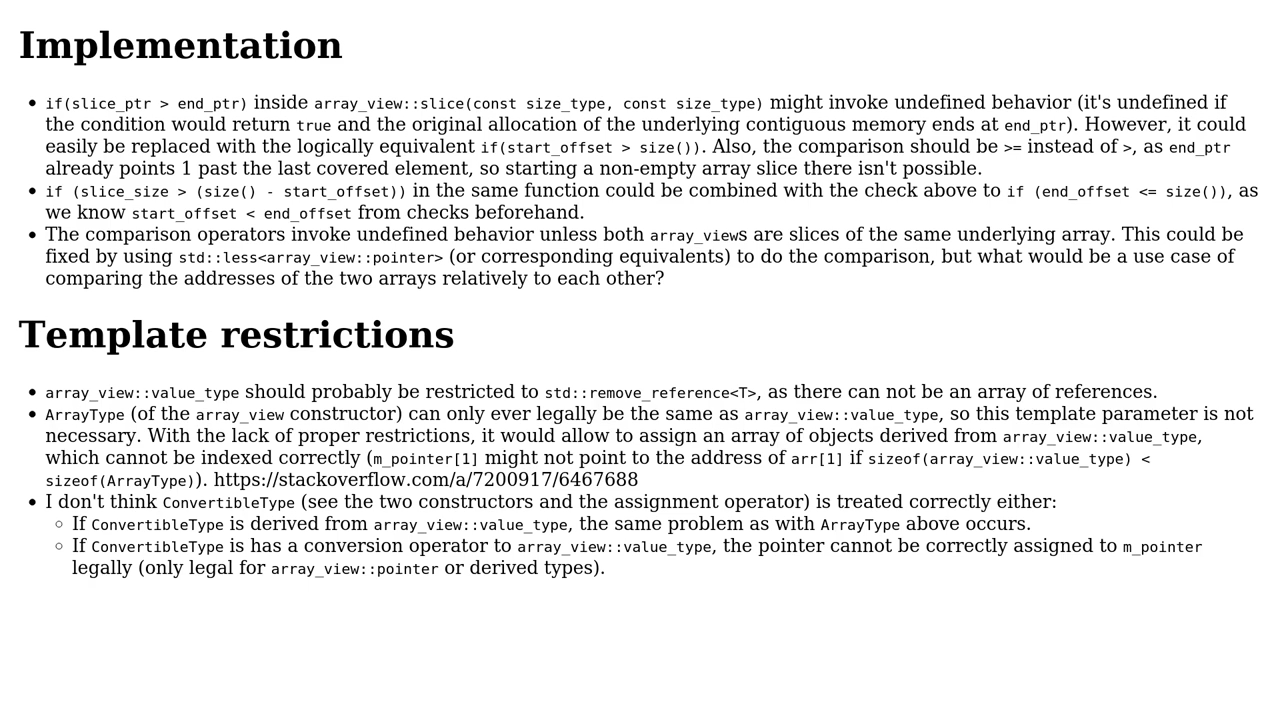 Implementation
if(slice_ptr > end_ptr) inside array_view::slice(const size_type, const size_type) might invoke undefined behavior (it's undefined if
the condition would return true and the original allocation of the underlying contiguous memory ends at end_ptr). However, it could
easily be replaced with the logically equivalent if(start_offset > size()). Also, the comparison should be >= instead of >, as end_ptr
already points 1 past the last covered element, so starting a non-empty array slice there isn't possible.
if (slice_size > (size() - start_offset)) in the same function could be combined with the check above to if (end_offset <= size()), as
we know start_offset < end_offset from checks beforehand.
The comparison operators invoke undefined behavior unless both array_views are slices of the same underlying array. This could be
fixed by using std::less<array_view::pointer> (or corresponding equivalents) to do the comparison, but what would be a use case of
comparing the addresses of the two arrays relatively to each other?
Template restrictions
array_view::value_type should probably be restricted to std::remove_reference<T>, as there can not be an array of references.
ArrayType (of the array_view constructor) can only ever legally be the same as array_view::value_type, so this template parameter is not
necessary. With the lack of proper restrictions, it would allow to assign an array of objects derived from array_view::value_type,
which cannot be indexed correctly (m_pointer[1] might not point to the address of arr[1] if sizeof(array_view::value_type) <
sizeof(ArrayType)). https://stackoverflow.com/a/7200917/6467688
I don't think ConvertibleType (see the two constructors and the assignment operator) is treated correctly either:
If ConvertibleType is derived from array_view::value_type, the same problem as with ArrayType above occurs.
If ConvertibleType is has a conversion operator to array_view::value_type, the pointer cannot be correctly assigned to m_pointer
legally (only legal for array_view::pointer or derived types).